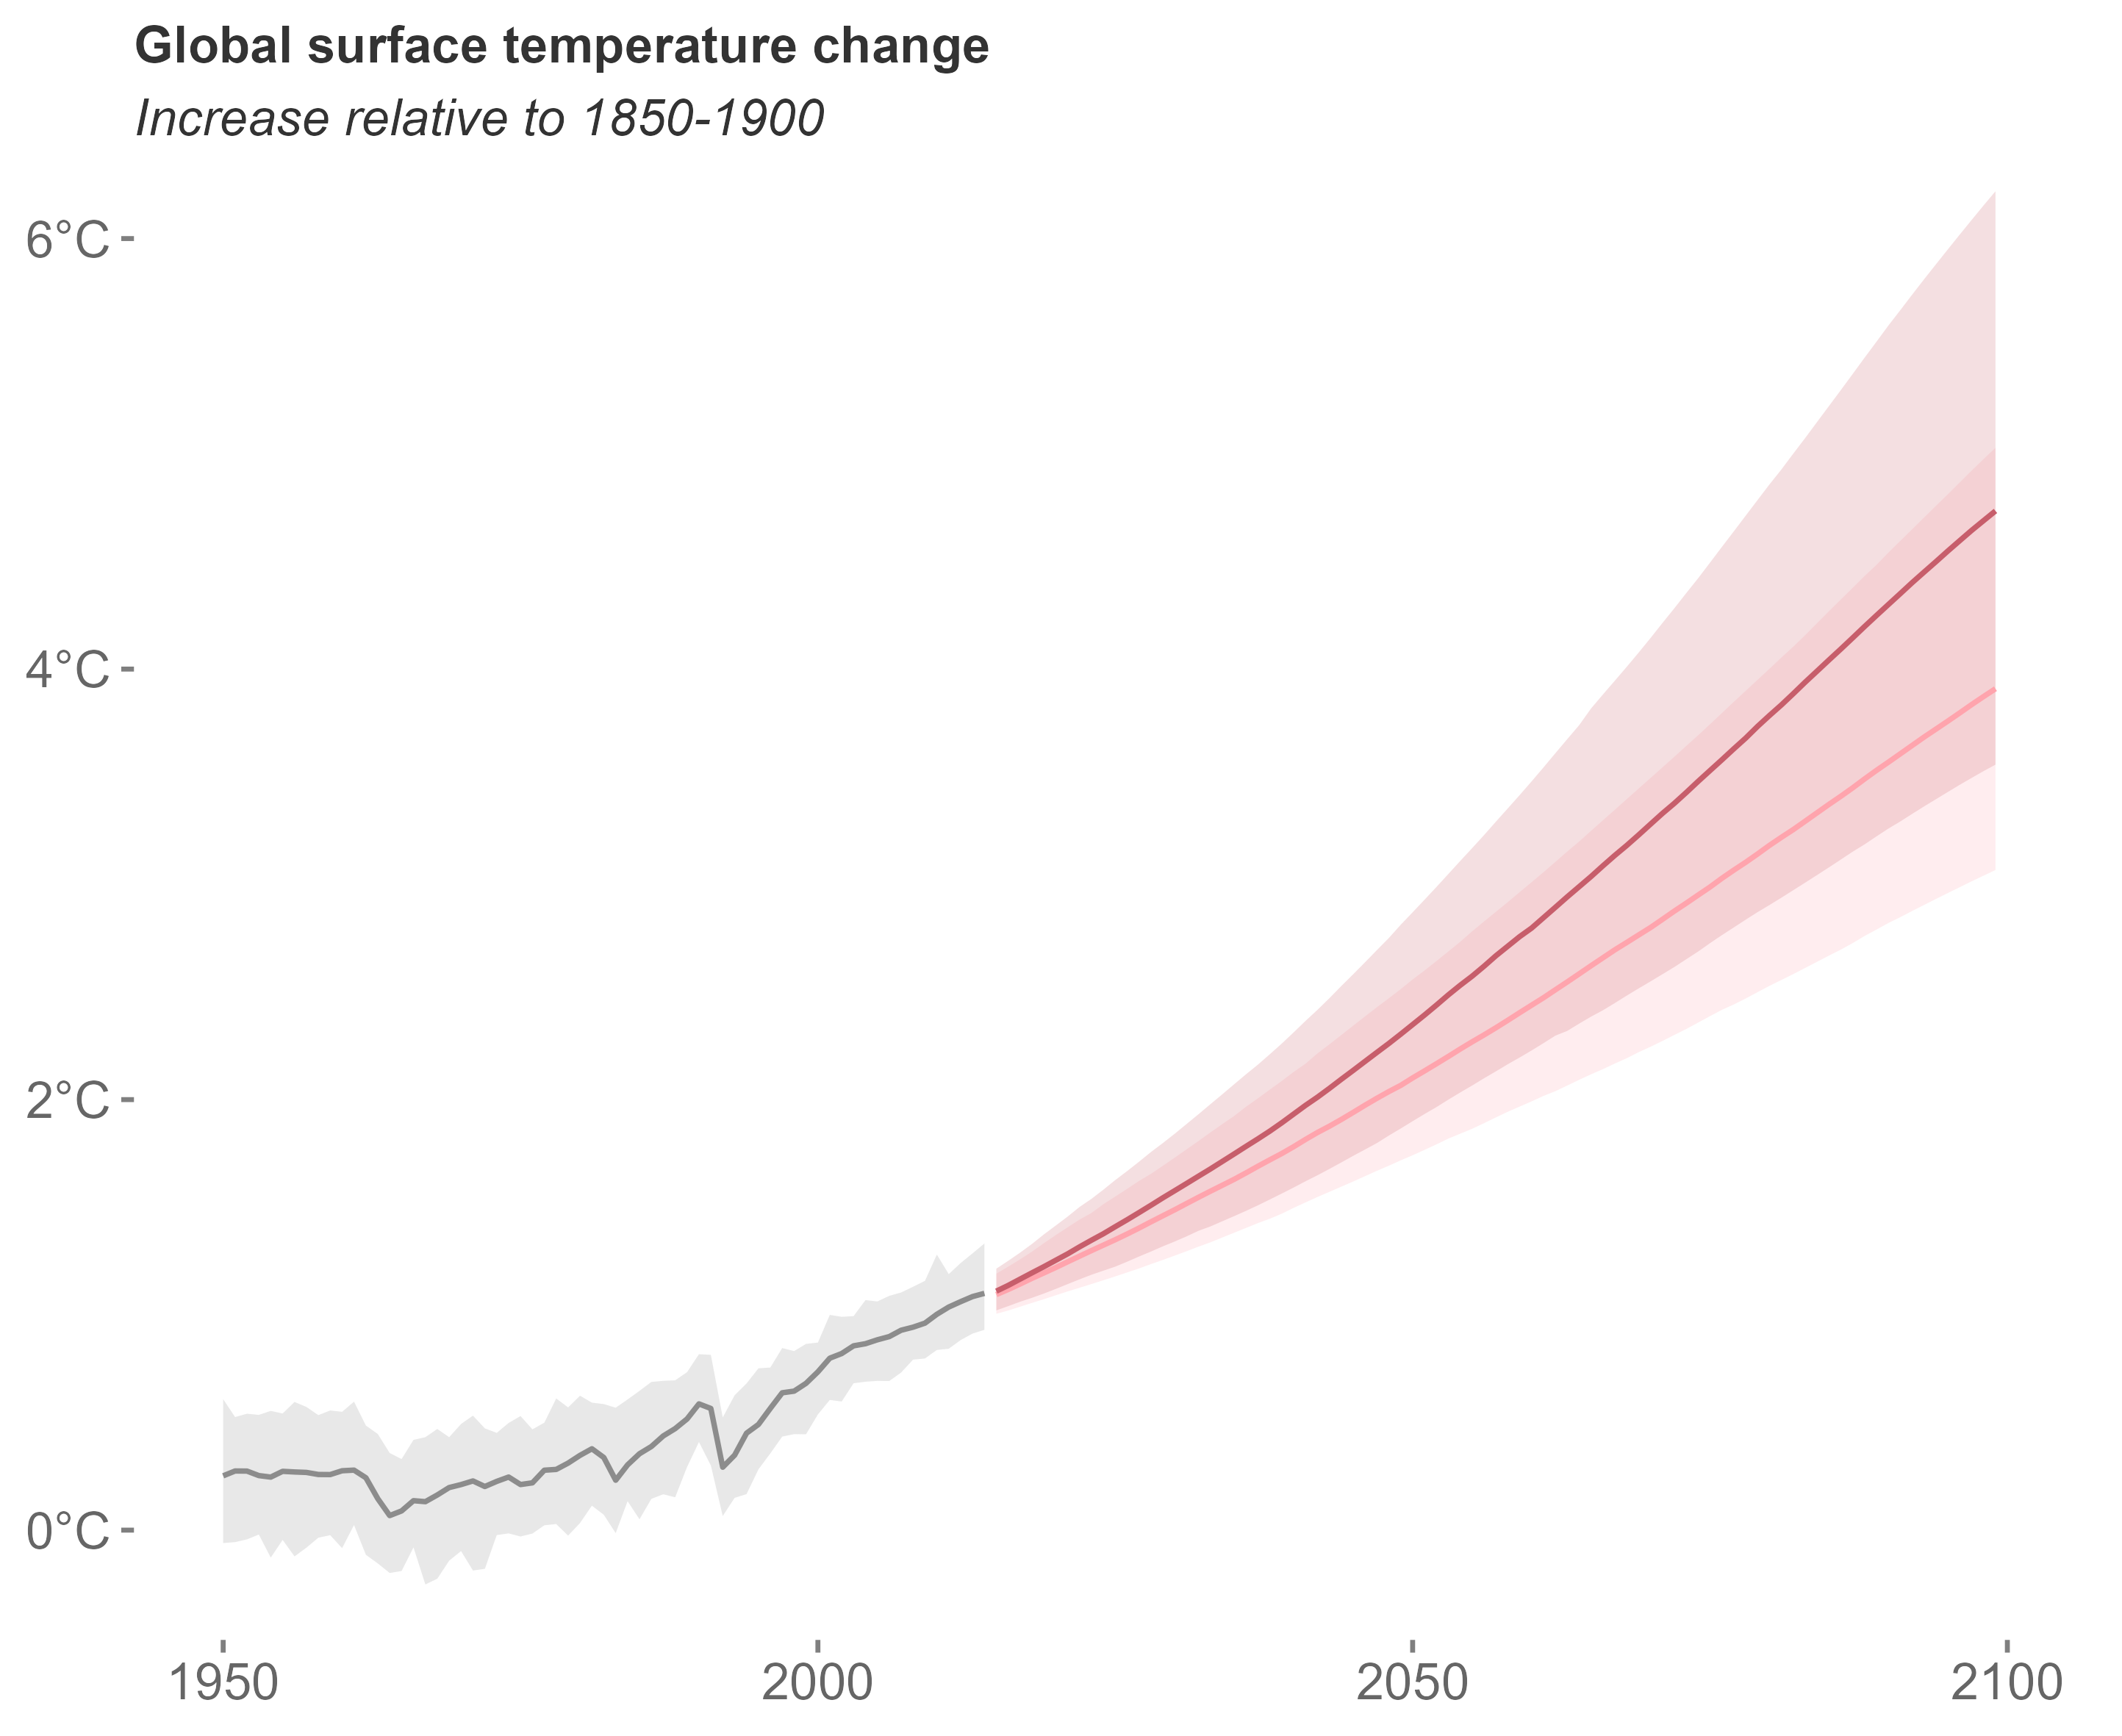 Global surface temperature change
Increase relative to 1850-1900
6°C
4°C
2°C
0°C
1950 2000 2050 2100